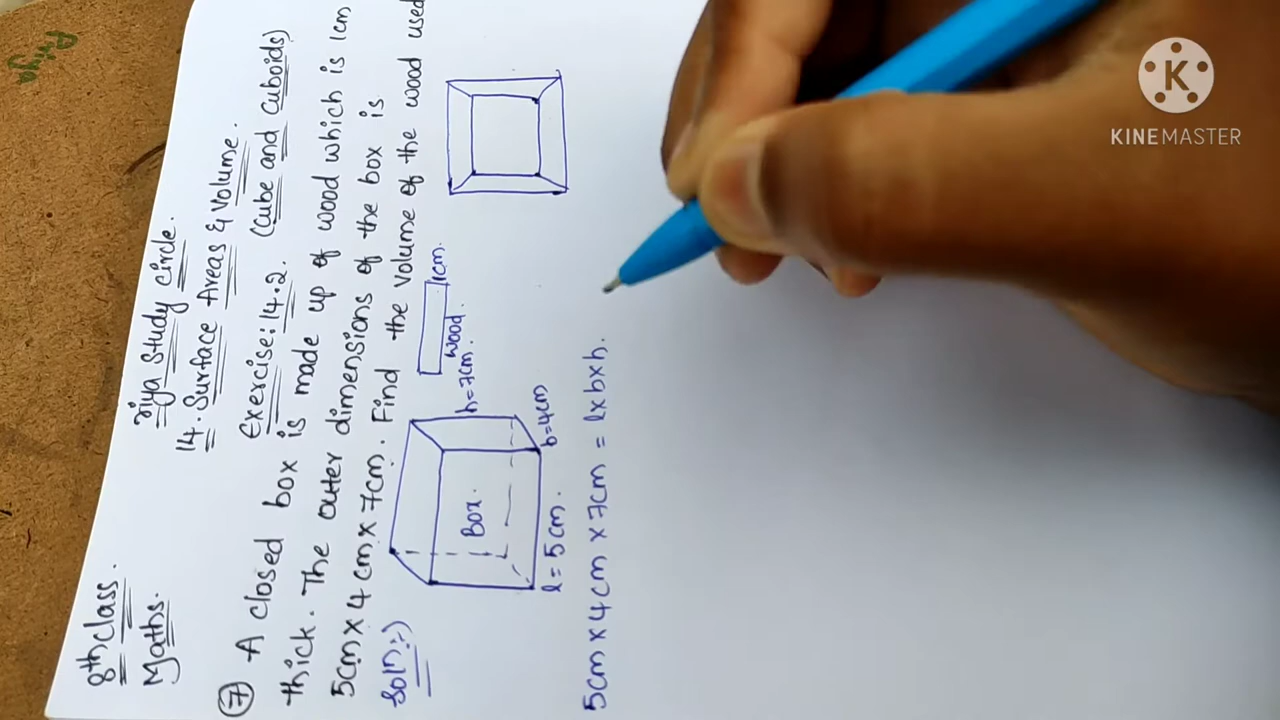 Priya
8th class.
Maths.
riya Study circle.
14. Surface Areas & Volume.
Exercise: 14.2. (Cube and cuboids)
7 A closed box is made up of wood which is 1cm
thick. The outer dimensions of the box is
5cm x 4cm x 7cm. Find the volume of the wood used
Soln:-)
Box.
h=7cm.
b=4cm
l=5cm.
wood
1cm.
5cm x 4cm x 7cm = l x b x h.
K
KINEMASTER